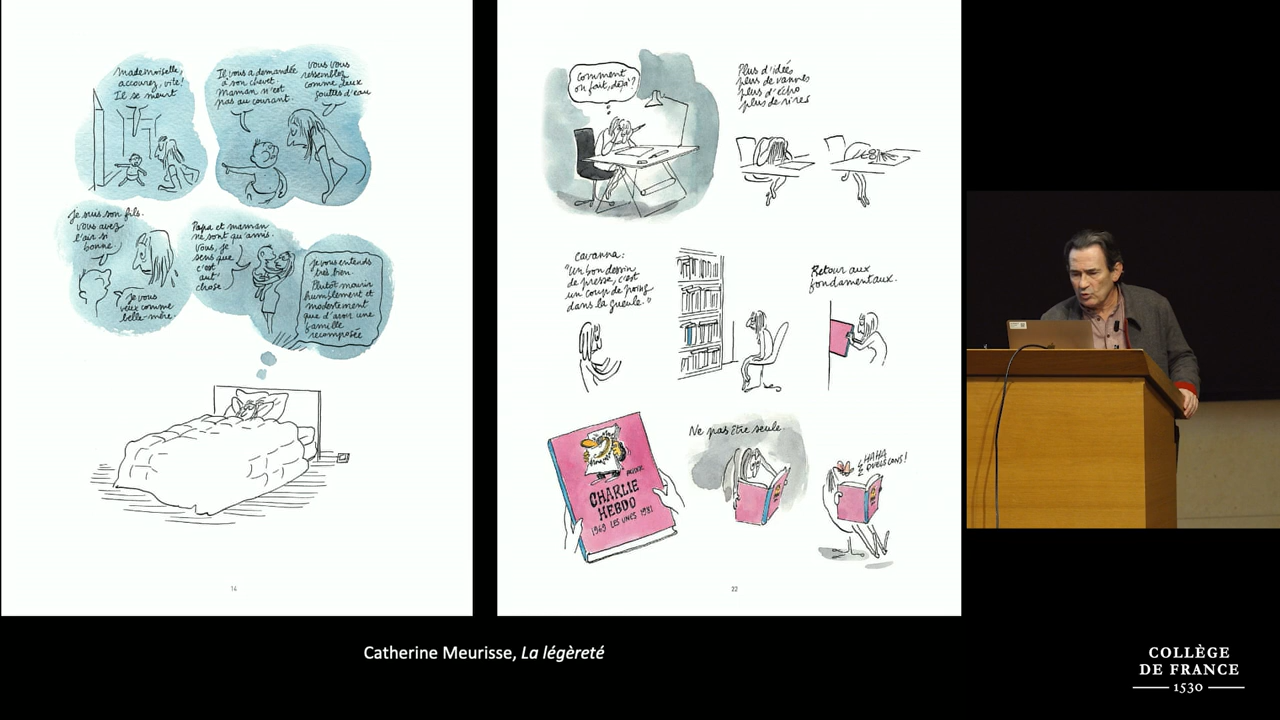 Mademoiselle,
accourez, vite!
Il se meurt
Il vous a demandée
à son chevet.
Maman n'est
pas au courant.
Vous vous
ressemblez
comme deux
gouttes d'eau
Je suis son fils.
Vous avez
l'air si
bonne.
Je vous
veux comme
belle-mère.
Papa et maman
ne sont qu'amis.
Vous, je
sens que
c'est
aut'
chose.
Je vous entends
très bien.
Plutôt mourir
humblement et
modestement
que d'avoir une
famille
recomposée
14
Comment
on fait, déjà?
Plus d'idées
plus de vannes
plus d'écho
plus de rires
Cavanna:
"Un bon dessin
de presse, c'est
un coup de poing
dans la gueule."
Retour aux
fondamentaux.
CHARLIE
HEBDO
1969 LES UNES 1981
Ne pas être seule.
HAHA
QUELS CONS!
22
Catherine Meurisse, La légèreté
COLLÈGE
DE FRANCE
1530